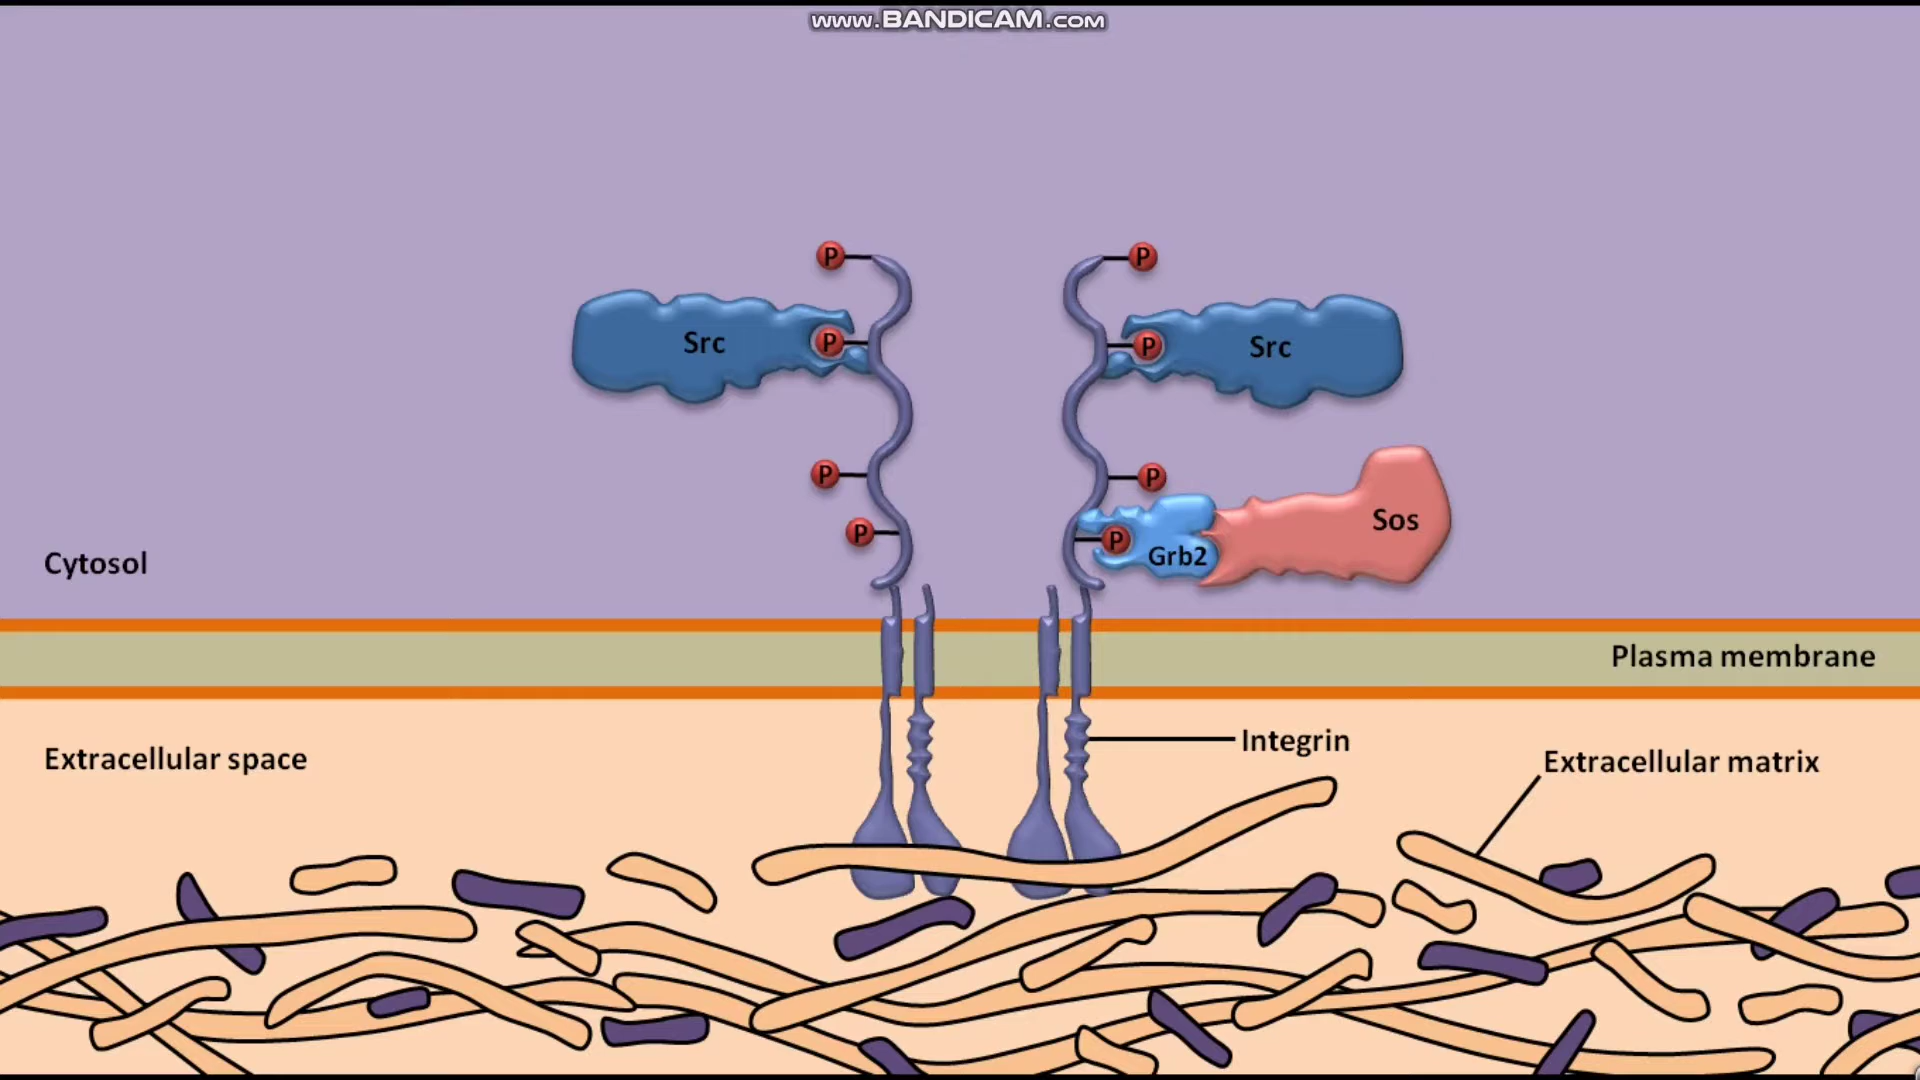 www.BANDICAM.com
P
P
Src
P
P
Src
P
P
Sos
P
P
Grb2
Cytosol
Plasma membrane
Integrin
Extracellular space
Extracellular matrix